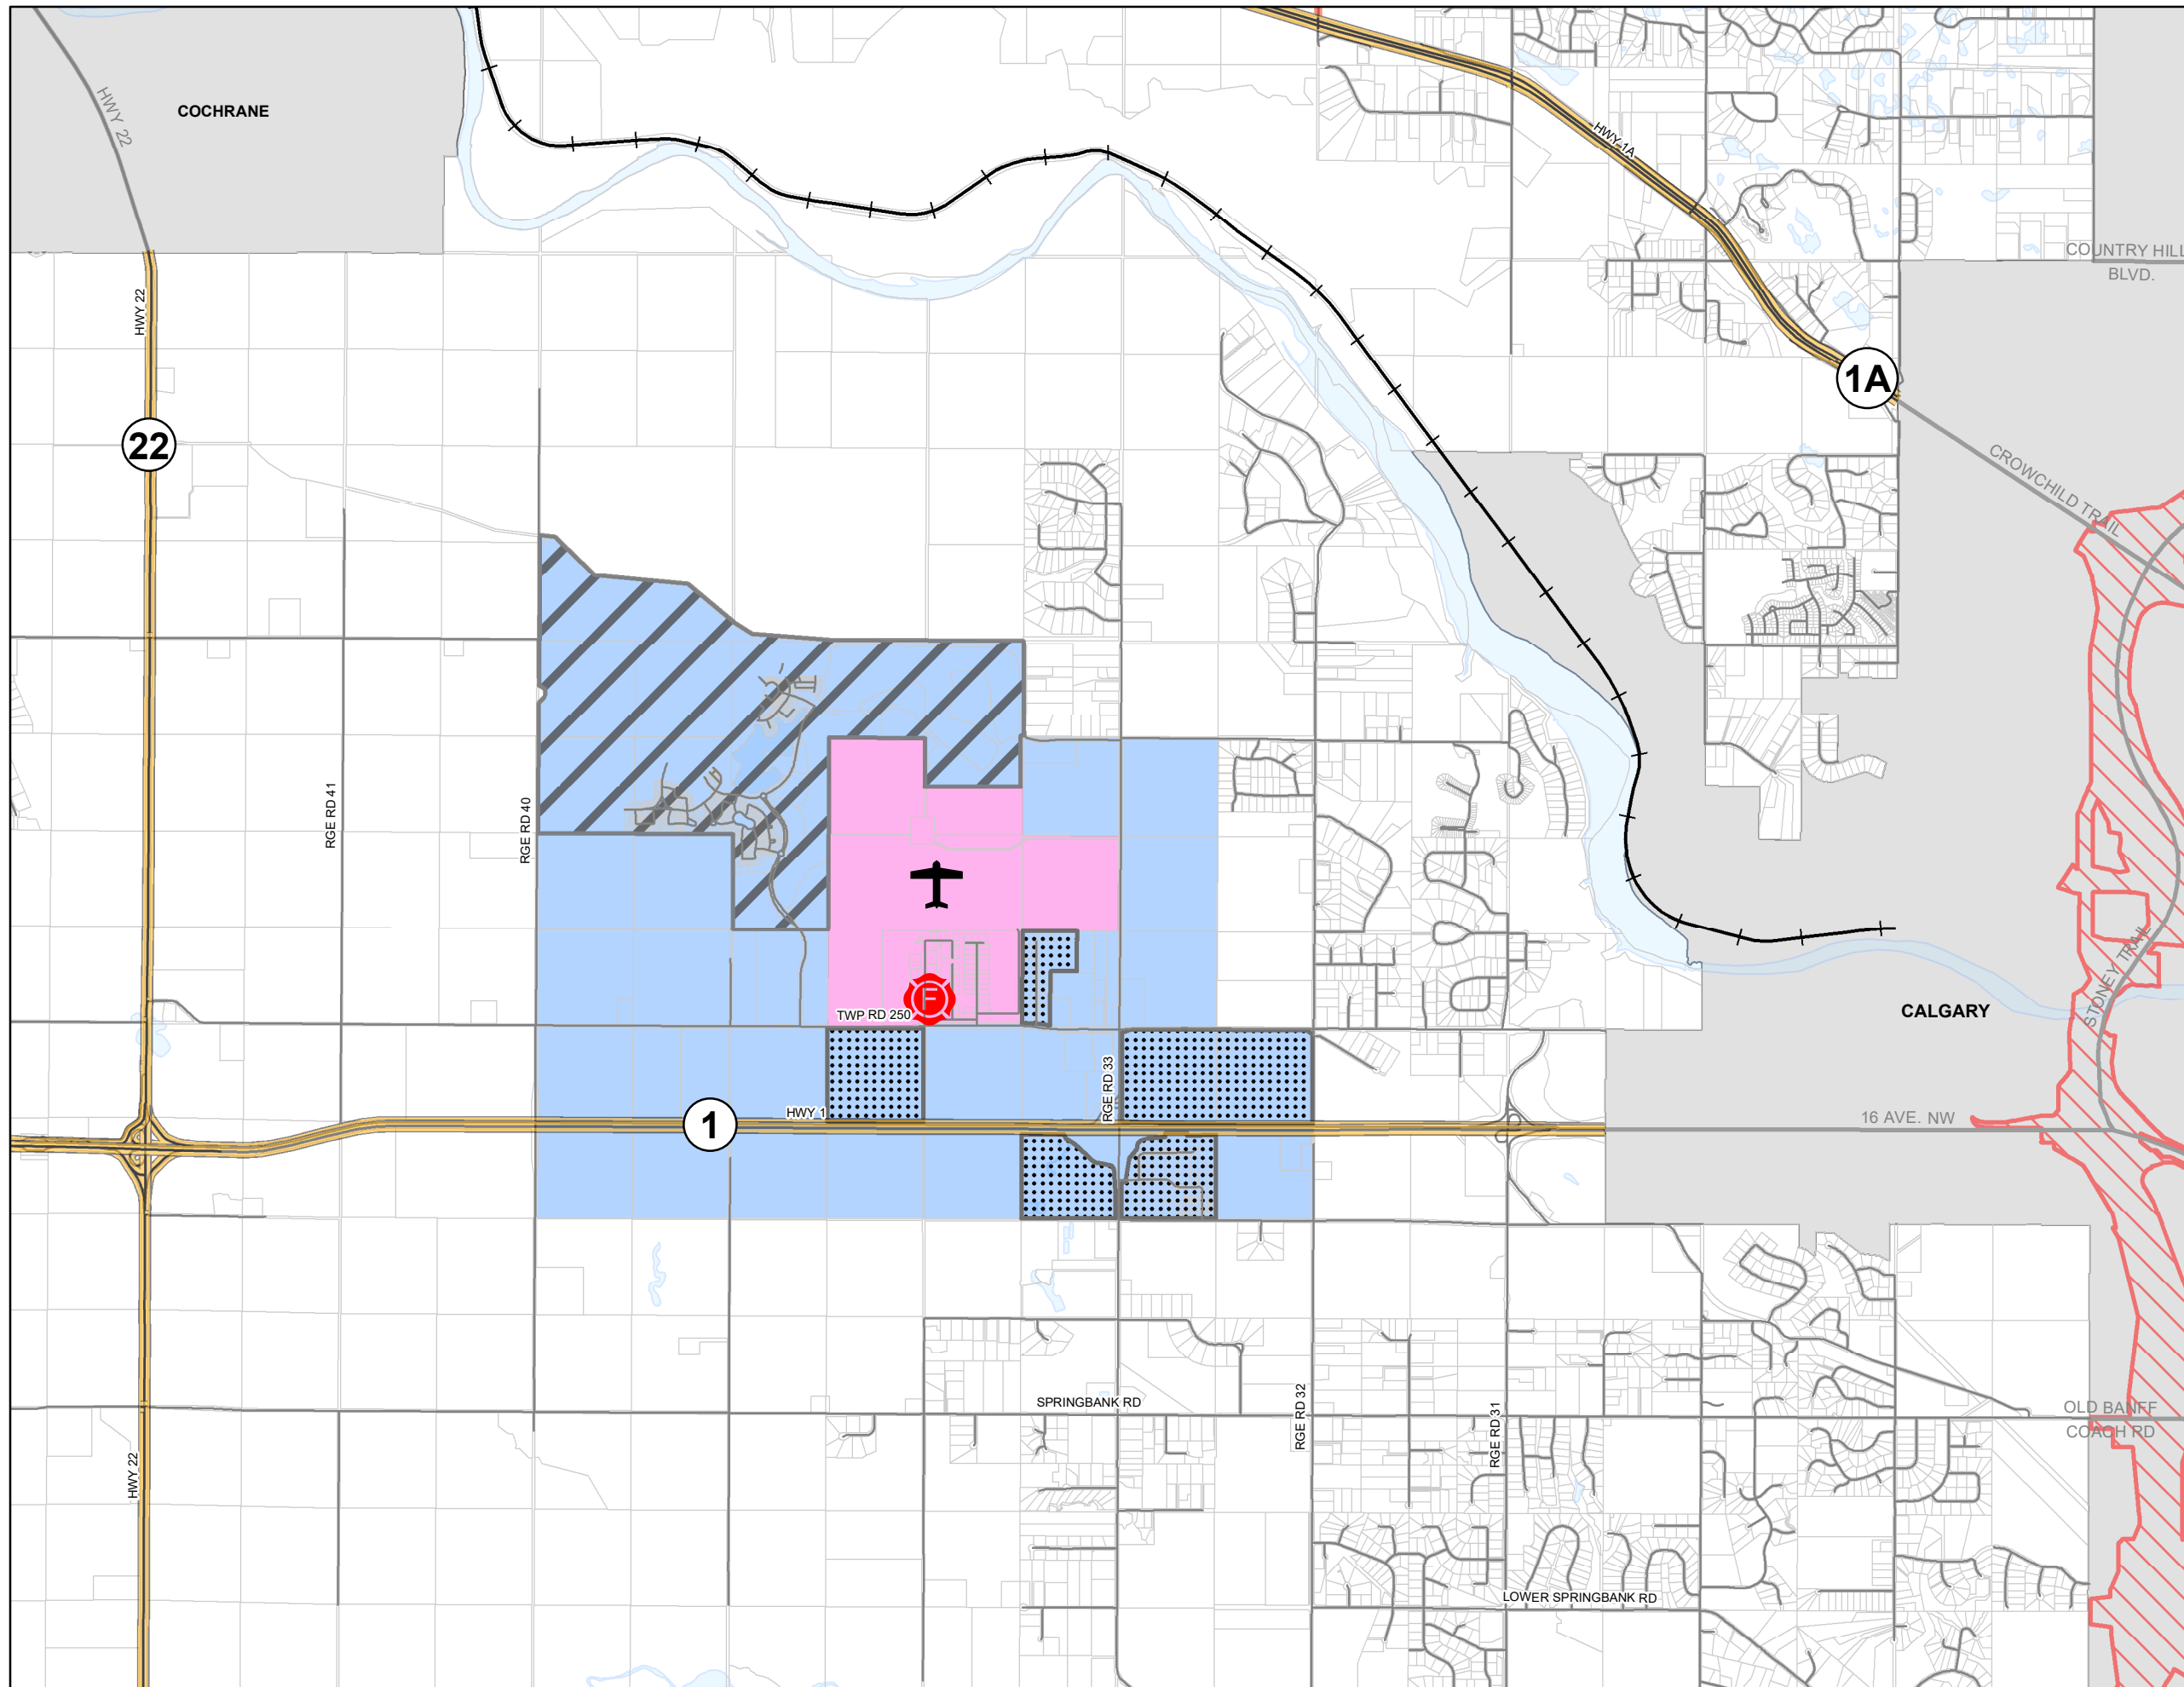 COCHRANE
HWY 22
HWY 1A
COUNTRY HILL
BLVD.
HWY 22
1A
22
CROWCHILD TRAIL
RGE RD 41
RGE RD 40
STONEY TRAIL
F
TWP RD 250
CALGARY
RGE RD 33
HWY 1
1
16 AVE. NW
SPRINGBANK RD
RGE RD 32
RGE RD 31
OLD BANFF
COACH RD
HWY 22
LOWER SPRINGBANK RD